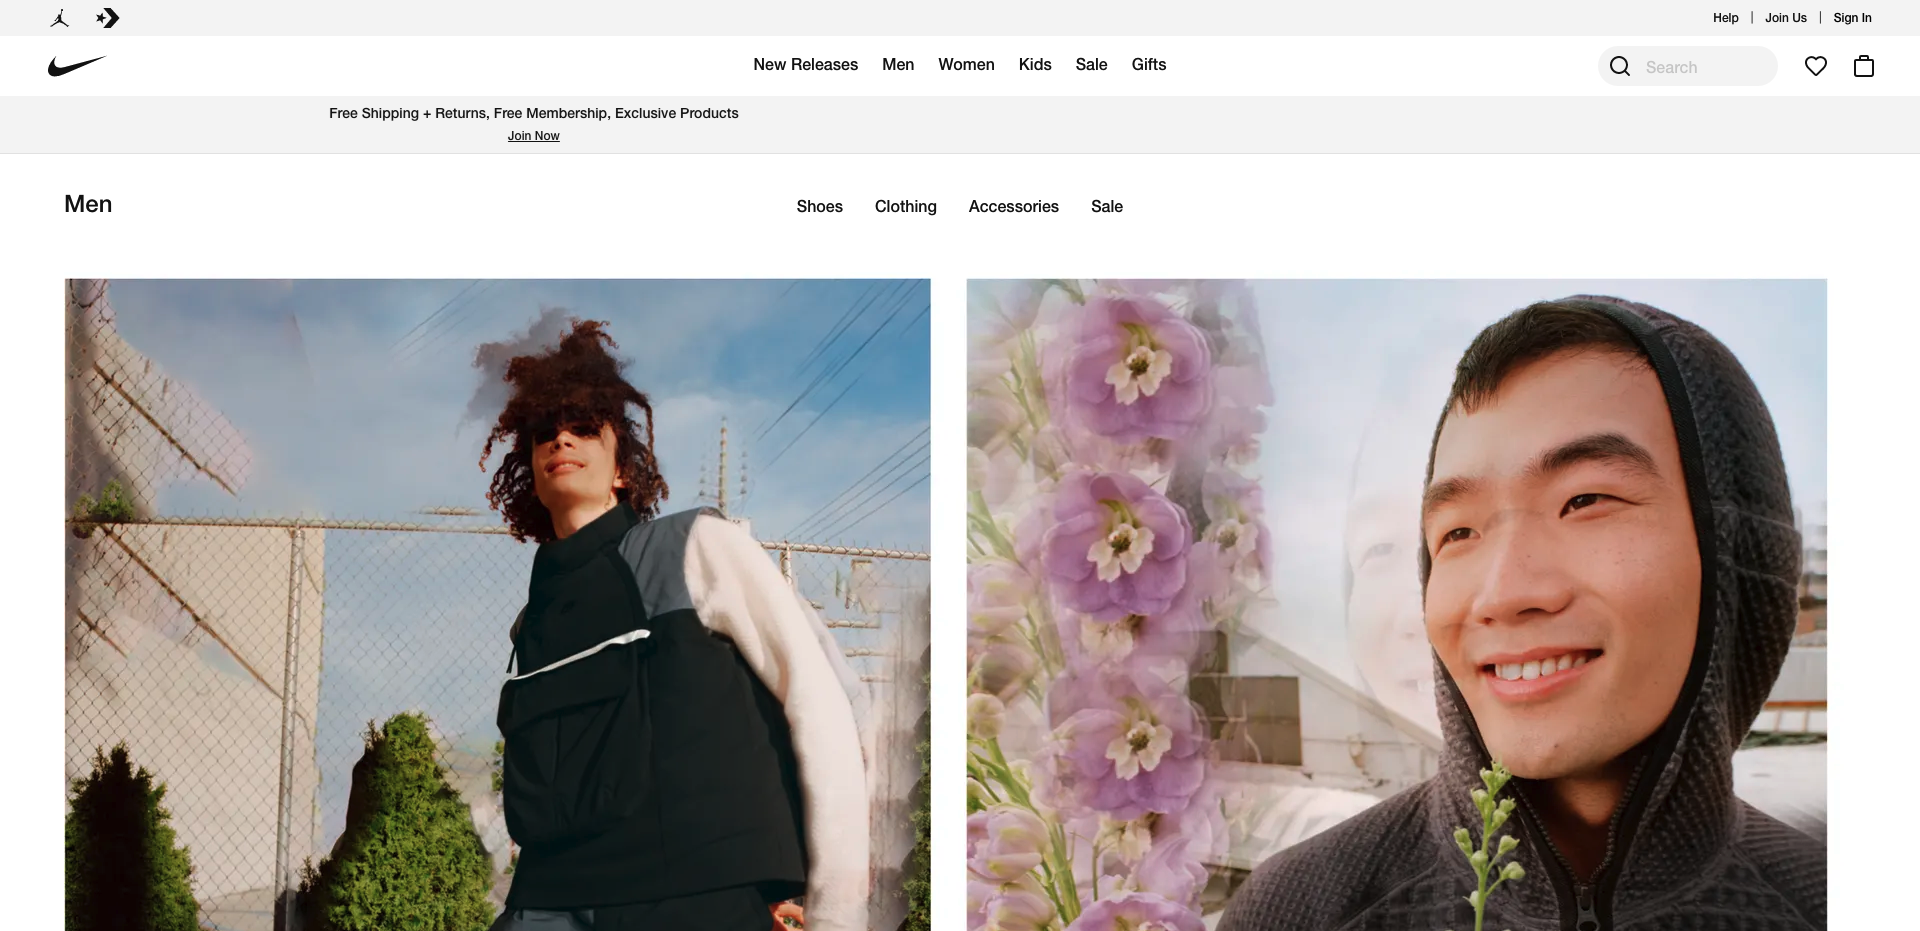 Help | Join Us | Sign In
New Releases Men Women Kids Sale Gifts
Search
Free Shipping + Returns, Free Membership, Exclusive Products
Join Now
Men
Shoes Clothing Accessories Sale